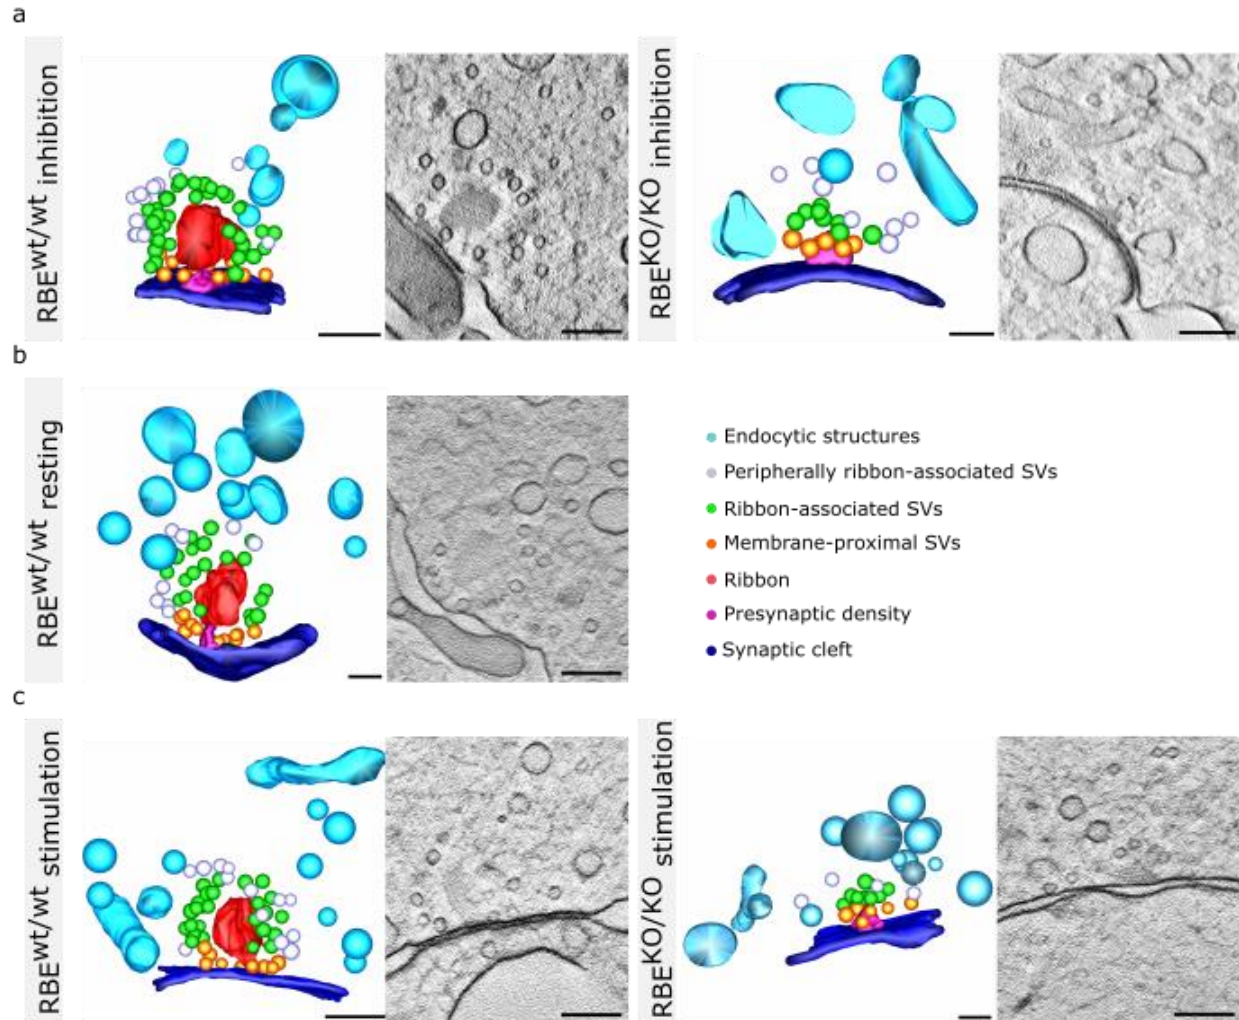 a
RBEwt/wt inhibition
RBEKO/KO inhibition
b
RBEwt/wt resting
Endocytic structures
Peripherally ribbon-associated SVs
Ribbon-associated SVs
Membrane-proximal SVs
Ribbon
Presynaptic density
Synaptic cleft
c
RBEwt/wt stimulation
RBEKO/KO stimulation